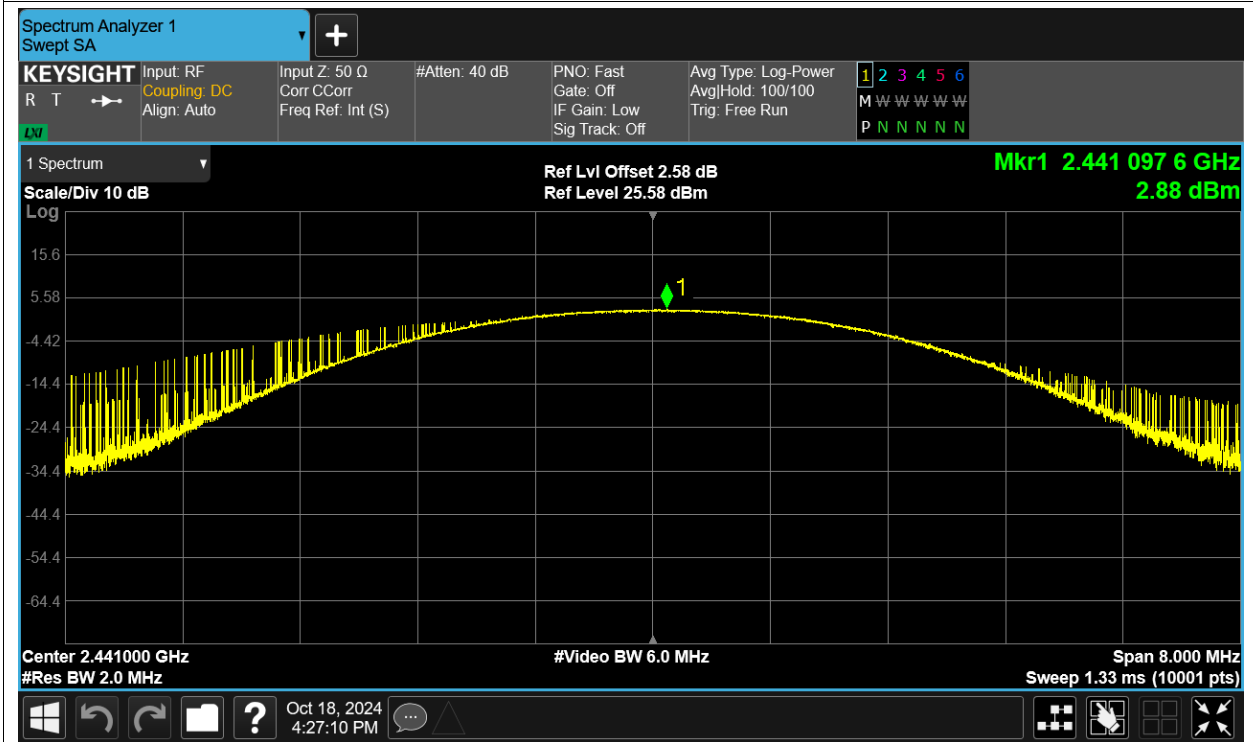 Spectrum Analyzer 1
Swept SA
KEYSIGHT
R T
LXI
Input: RF
Coupling: DC
Align: Auto
Input Z: 50 Ω
Corr CCorr
Freq Ref: Int (S)
#Atten: 40 dB
PNO: Fast
Gate: Off
IF Gain: Low
Sig Track: Off
Avg Type: Log-Power
Avg|Hold: 100/100
Trig: Free Run
1 2 3 4 5 6
M W W W W W
P N N N N N
1 Spectrum
Scale/Div 10 dB
Ref Lvl Offset 2.58 dB
Ref Level 25.58 dBm
Mkr1 2.441 097 6 GHz
2.88 dBm
Log
15.6
5.58
-4.42
-14.4
-24.4
-34.4
-44.4
-54.4
-64.4
1
Center 2.441000 GHz
#Res BW 2.0 MHz
#Video BW 6.0 MHz
Span 8.000 MHz
Sweep 1.33 ms (10001 pts)
?
Oct 18, 2024
4:27:10 PM